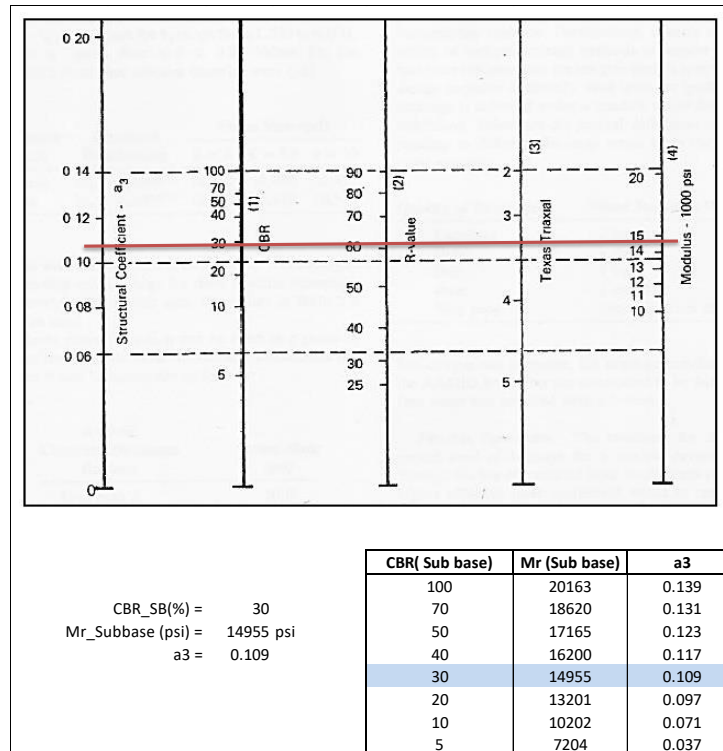 0 20
0 14
0 12
0 10
0 08
0 06
0
Structural Coefficient - a3
100
70
50
40
30
20
10
5
(1)
CBR
90
80
70
60
50
40
30
25
(2)
R-value
2
3
4
5
(3)
Texas Triaxial
20
15
14
13
12
11
10
(4)
Modulus - 1000 psi
CBR_SB(%) = 30
Mr_Subbase (psi) = 14955 psi
a3 = 0.109
CBR( Sub base) Mr (Sub base) a3
100 20163 0.139
70 18620 0.131
50 17165 0.123
40 16200 0.117
30 14955 0.109
20 13201 0.097
10 10202 0.071
5 7204 0.037